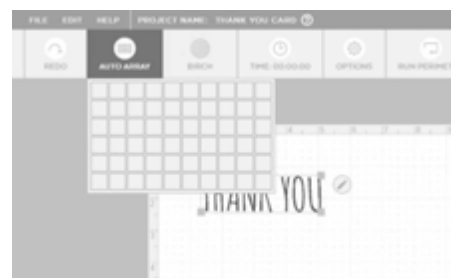 FILE EDIT HELP PROJECT NAME: THANK YOU CARD ?
REDO AUTO ARRAY BIRCH TIME: 00:00:00 OPTIONS RUN PERIMET
THANK YOU